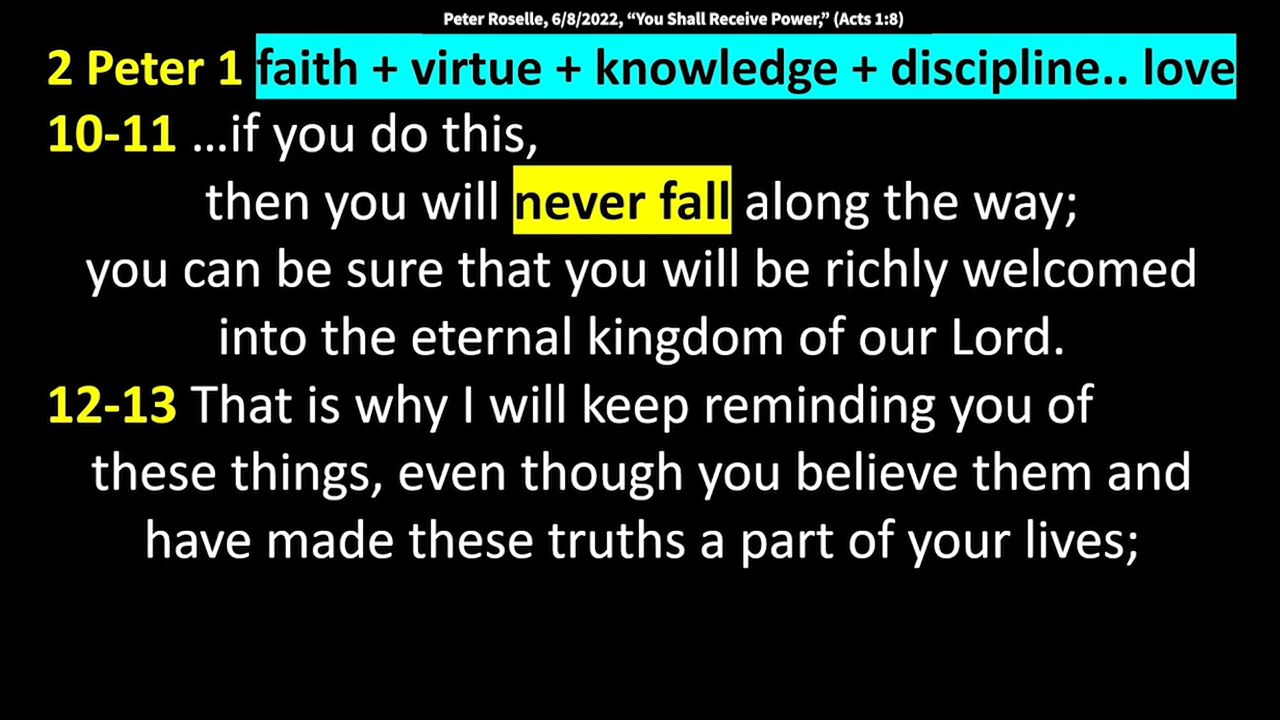 Peter Roselle, 6/8/2022, “You Shall Receive Power,” (Acts 1:8)
2 Peter 1 faith + virtue + knowledge + discipline.. love
10-11 …if you do this,
then you will never fall along the way;
you can be sure that you will be richly welcomed
into the eternal kingdom of our Lord.
12-13 That is why I will keep reminding you of
these things, even though you believe them and
have made these truths a part of your lives;